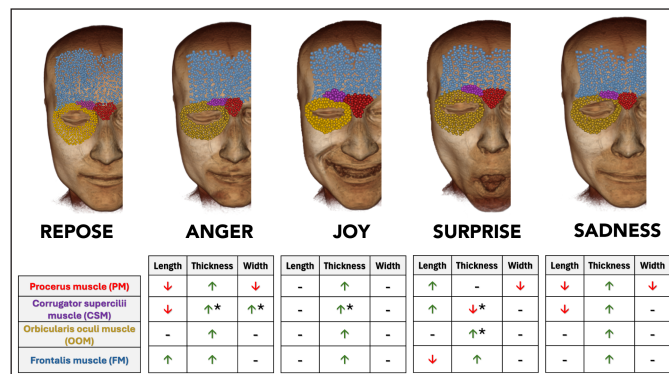 REPOSE ANGER JOY SURPRISE SADNESS
Length Thickness Width Length Thickness Width Length Thickness Width Length Thickness Width
Procerus muscle (PM) ↓ ↑ ↓ - ↑ - ↑ - ↓ ↓ ↑ ↓
Corrugator supercilii muscle (CSM) ↓ ↑* ↑* - ↑* - ↑ ↓* - ↓ ↑ -
Orbicularis oculi muscle (OOM) - ↑ - - ↑ - - ↑* - - ↑ -
Frontalis muscle (FM) ↑ ↑ - - ↑ - ↓ ↑ - - ↑ -